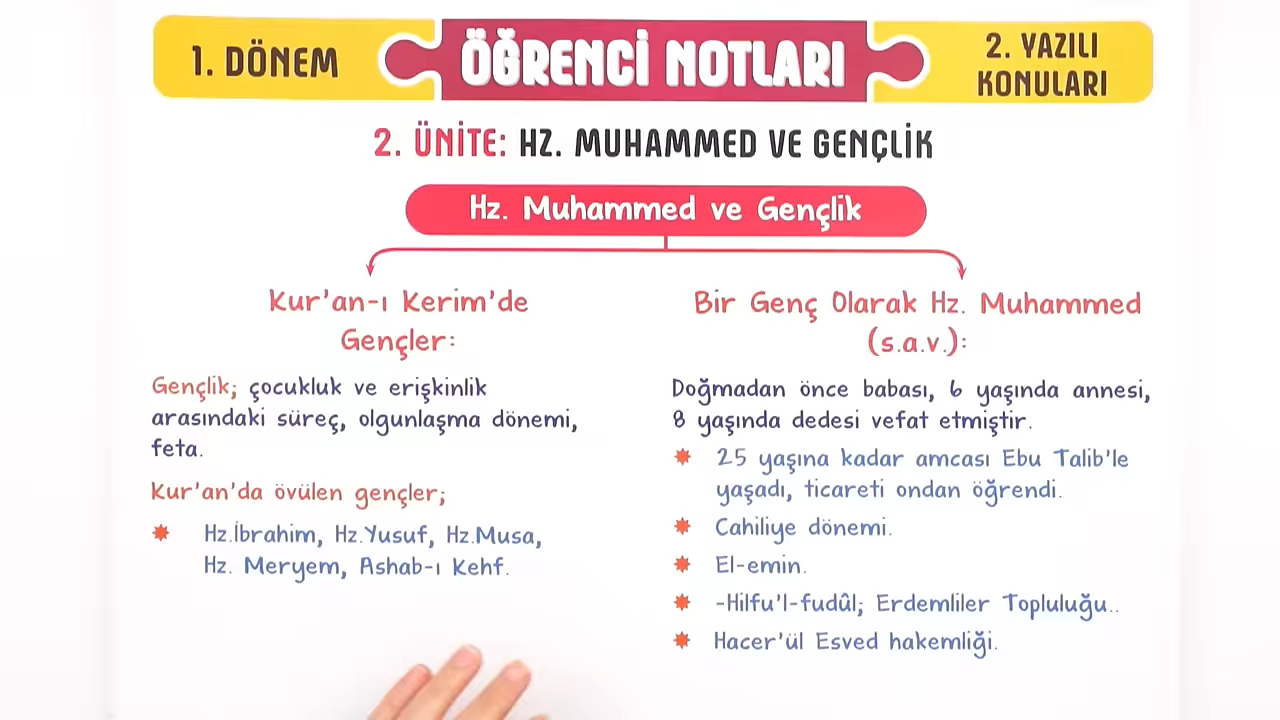 1. DÖNEM
ÖĞRENCİ NOTLARI
2. YAZILI
KONULARI
2. ÜNİTE: HZ. MUHAMMED VE GENÇLİK
Hz. Muhammed ve Gençlik
Kur'an-ı Kerim'de
Gençler:
Gençlik; çocukluk ve erişkinlik
arasındaki süreç, olgunlaşma dönemi,
feta.
Kur'an'da övülen gençler;
Hz.İbrahim, Hz.Yusuf, Hz.Musa,
Hz. Meryem, Ashab-ı Kehf.
Bir Genç Olarak Hz. Muhammed
(s.a.v.):
Doğmadan önce babası, 6 yaşında annesi,
8 yaşında dedesi vefat etmiştir.
25 yaşına kadar amcası Ebu Talib'le
yaşadı, ticareti ondan öğrendi.
Cahiliye dönemi.
El-emin.
-Hilfu'l-fudûl; Erdemliler Topluluğu..
Hacer'ül Esved hakemliği.